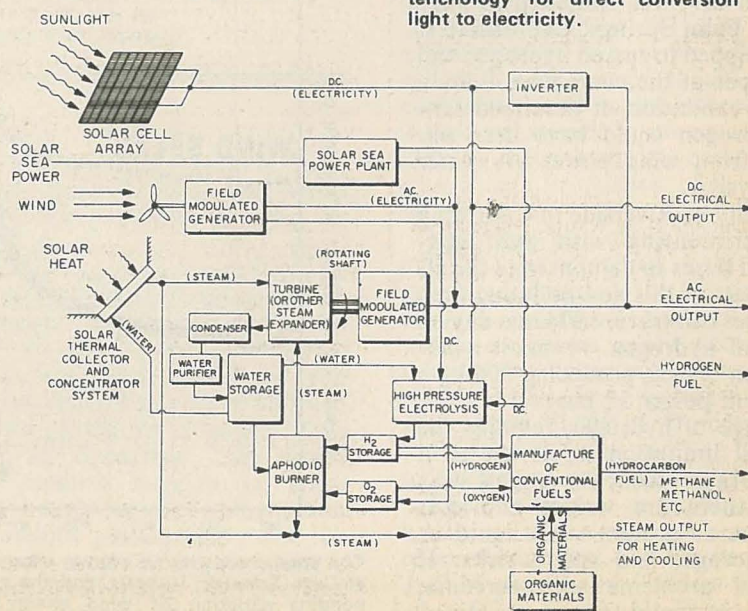 tenchology for direct conversion
light to electricity.
SUNLIGHT
SOLAR CELL
ARRAY
D.C.
(ELECTRICITY)
INVERTER
SOLAR
SEA
POWER
SOLAR SEA
POWER PLANT
WIND
FIELD
MODULATED
GENERATOR
A.C.
(ELECTRICITY)
D.C.
ELECTRICAL
OUTPUT
SOLAR
HEAT
(STEAM)
(ROTATING
SHAFT)
TURBINE
(OR OTHER
STEAM
EXPANDER)
FIELD
MODULATED
GENERATOR
A.C.
ELECTRICAL
OUTPUT
(WATER)
CONDENSER
D.C.
SOLAR
THERMAL
COLLECTOR
AND
CONCENTRATOR
SYSTEM
WATER
PURIFIER
WATER
STORAGE
(WATER)
(STEAM)
HIGH PRESSURE
ELECTROLYSIS
D.C.
HYDROGEN
FUEL
APHODID
BURNER
H2
STORAGE
(HYDROGEN)
O2
STORAGE
(OXYGEN)
MANUFACTURE
OF
CONVENTIONAL
FUELS
(HYDROCARBON
FUEL)
METHANE
METHANOL,
ETC
(STEAM)
STEAM OUTPUT
FOR HEATING
AND COOLING
ORGANIC
MATERIALS
ORGANIC
MATERIALS